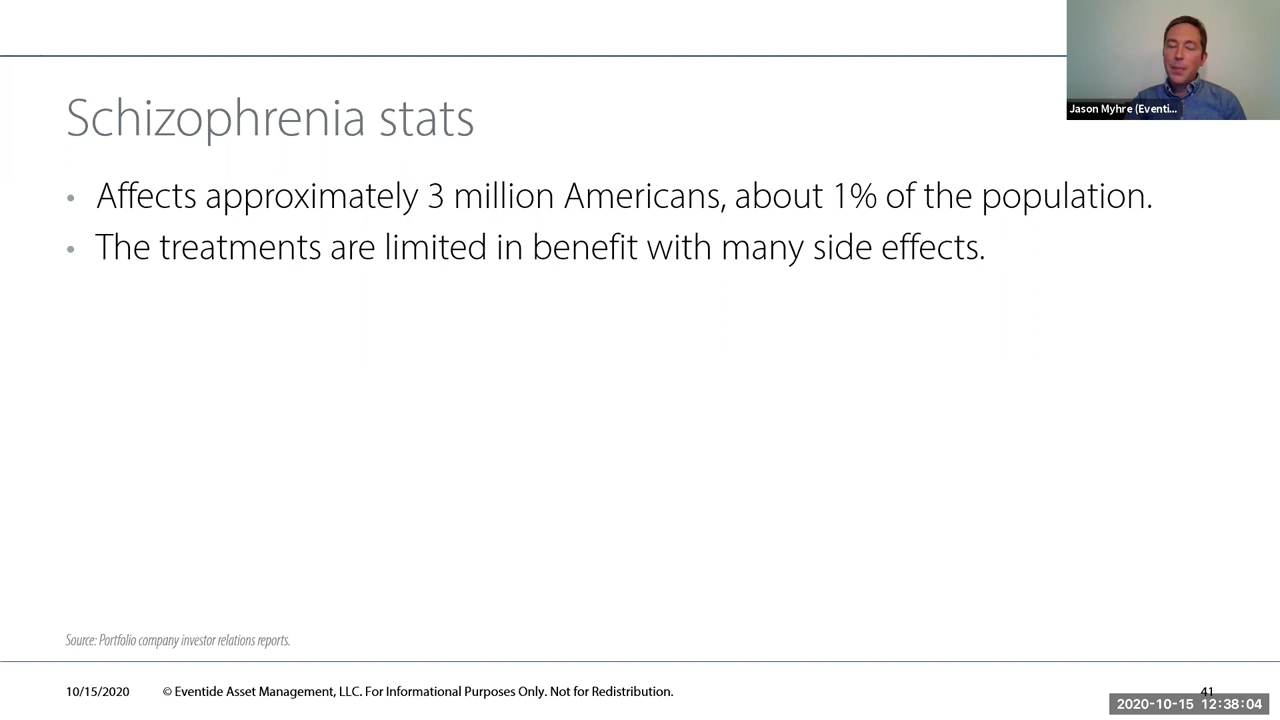 Jason Myhre (Eventi...
Schizophrenia stats
• Affects approximately 3 million Americans, about 1% of the population.
• The treatments are limited in benefit with many side effects.
Source: Portfolio company investor relations reports.
10/15/2020 © Eventide Asset Management, LLC. For Informational Purposes Only. Not for Redistribution. 41
2020-10-15 12:38:04